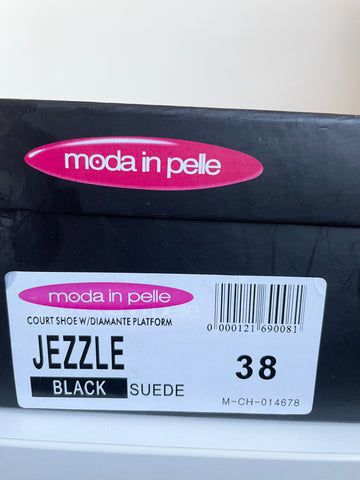 moda in pelle
moda in pelle
COURT SHOE W/DIAMANTE PLATFORM
0 000121 690081
JEZZLE
38
BLACK SUEDE
M-CH-014678